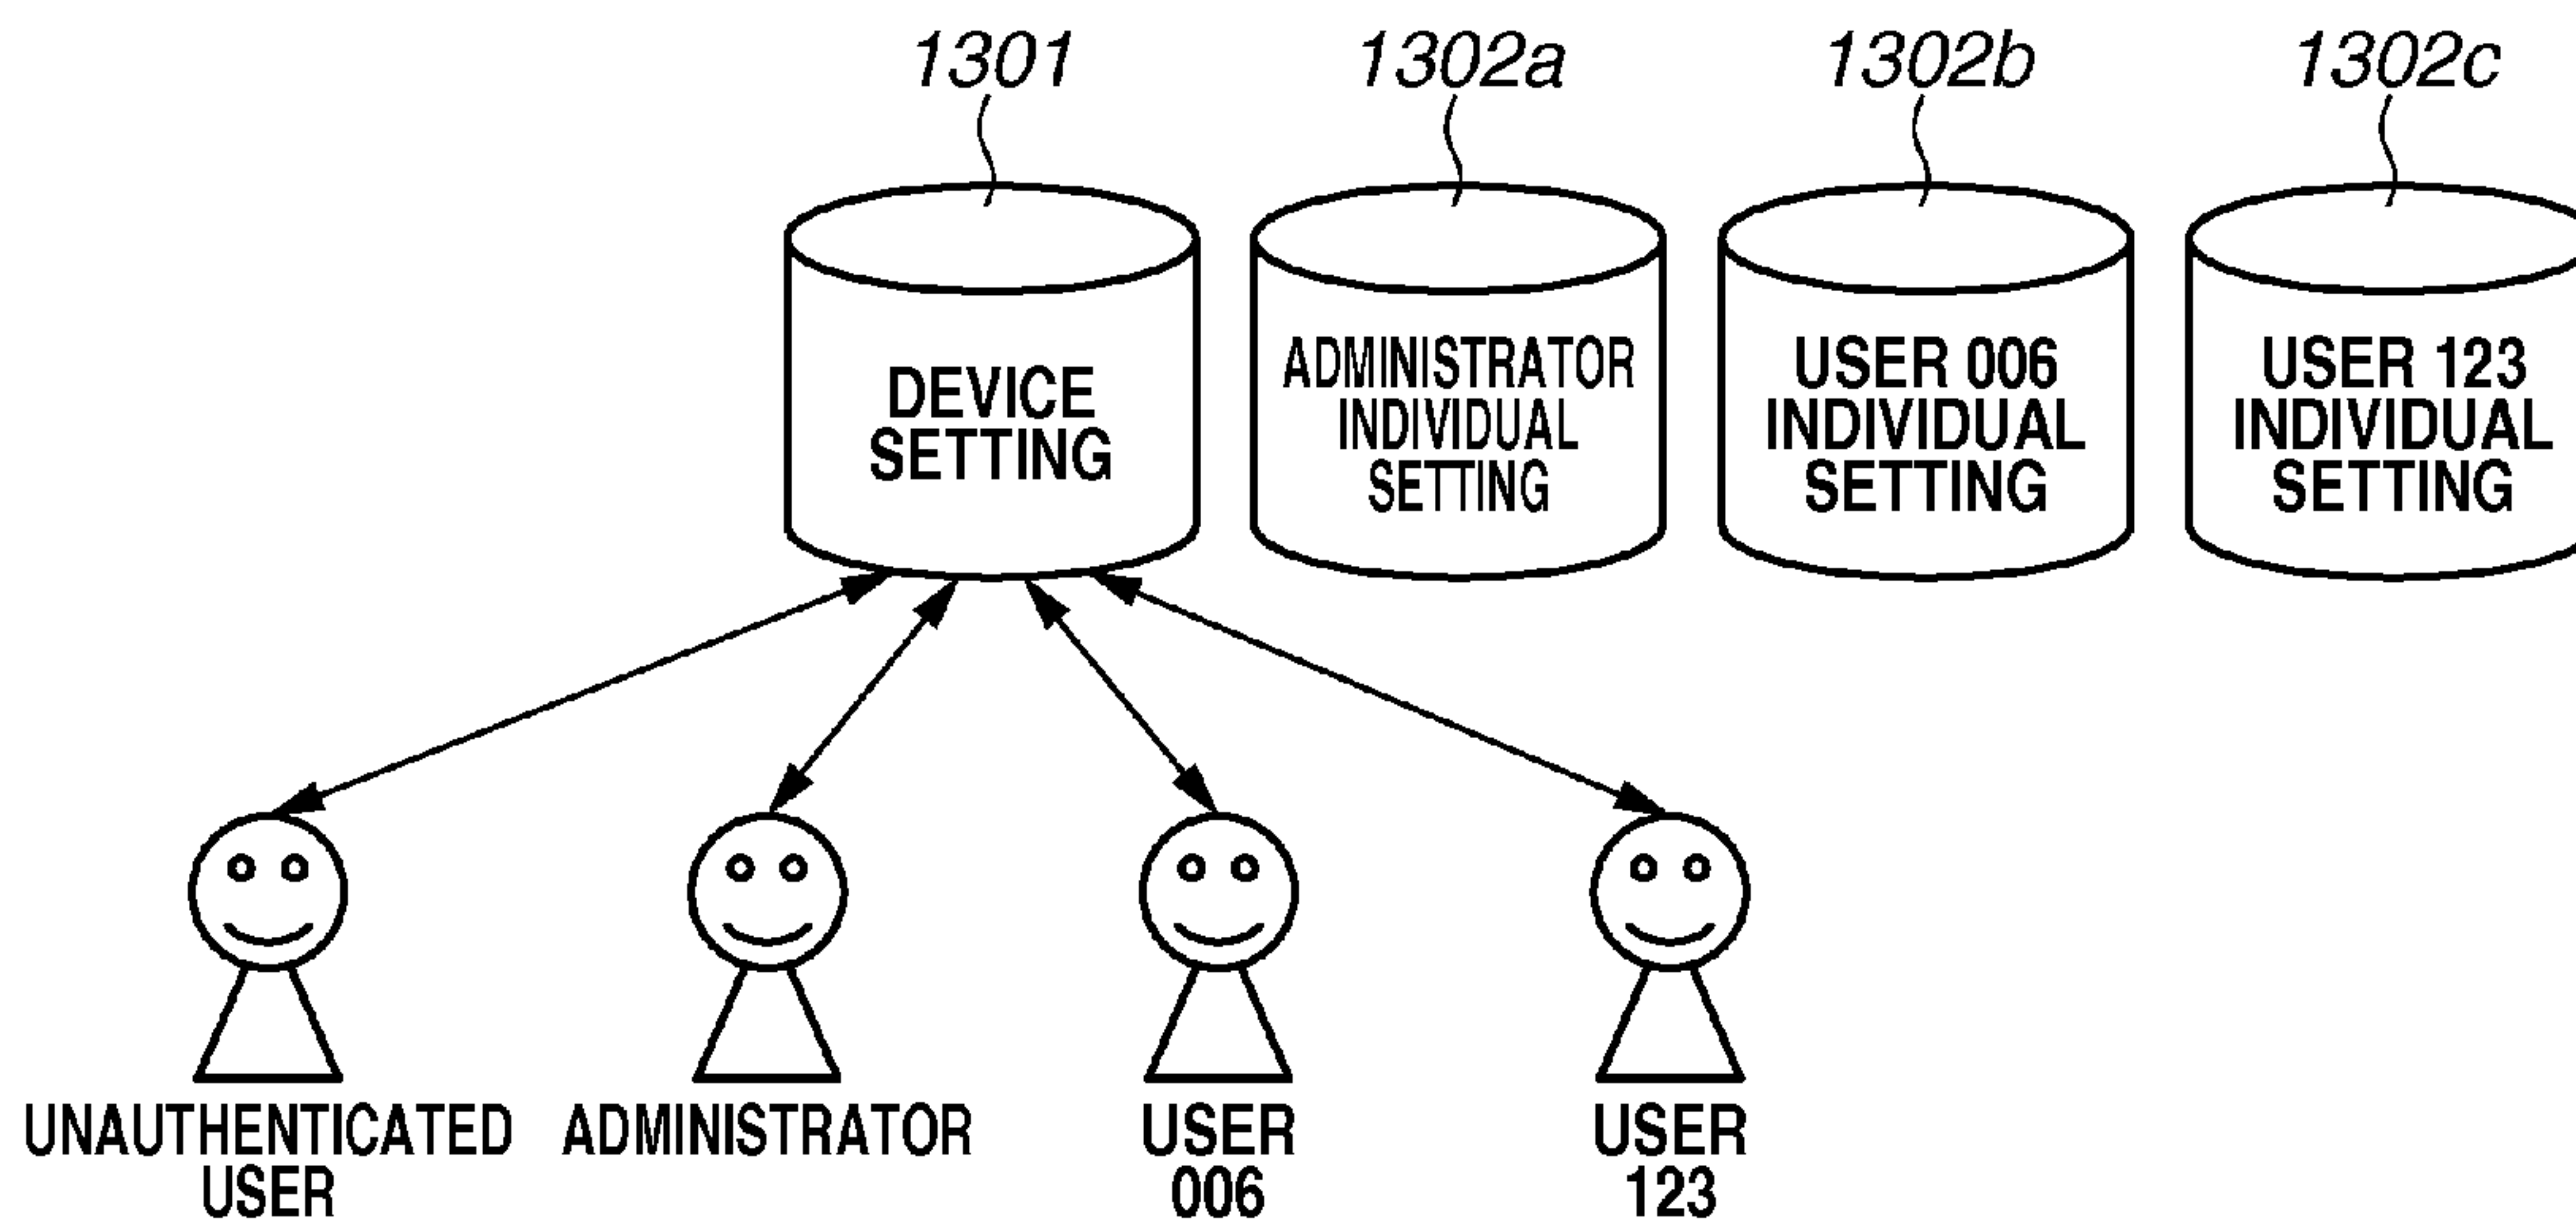 1301
1302a
1302b
1302c
DEVICE
SETTING
ADMINISTRATOR
INDIVIDUAL
SETTING
USER 006
INDIVIDUAL
SETTING
USER 123
INDIVIDUAL
SETTING
UNAUTHENTICATED
USER
ADMINISTRATOR
USER
006
USER
123